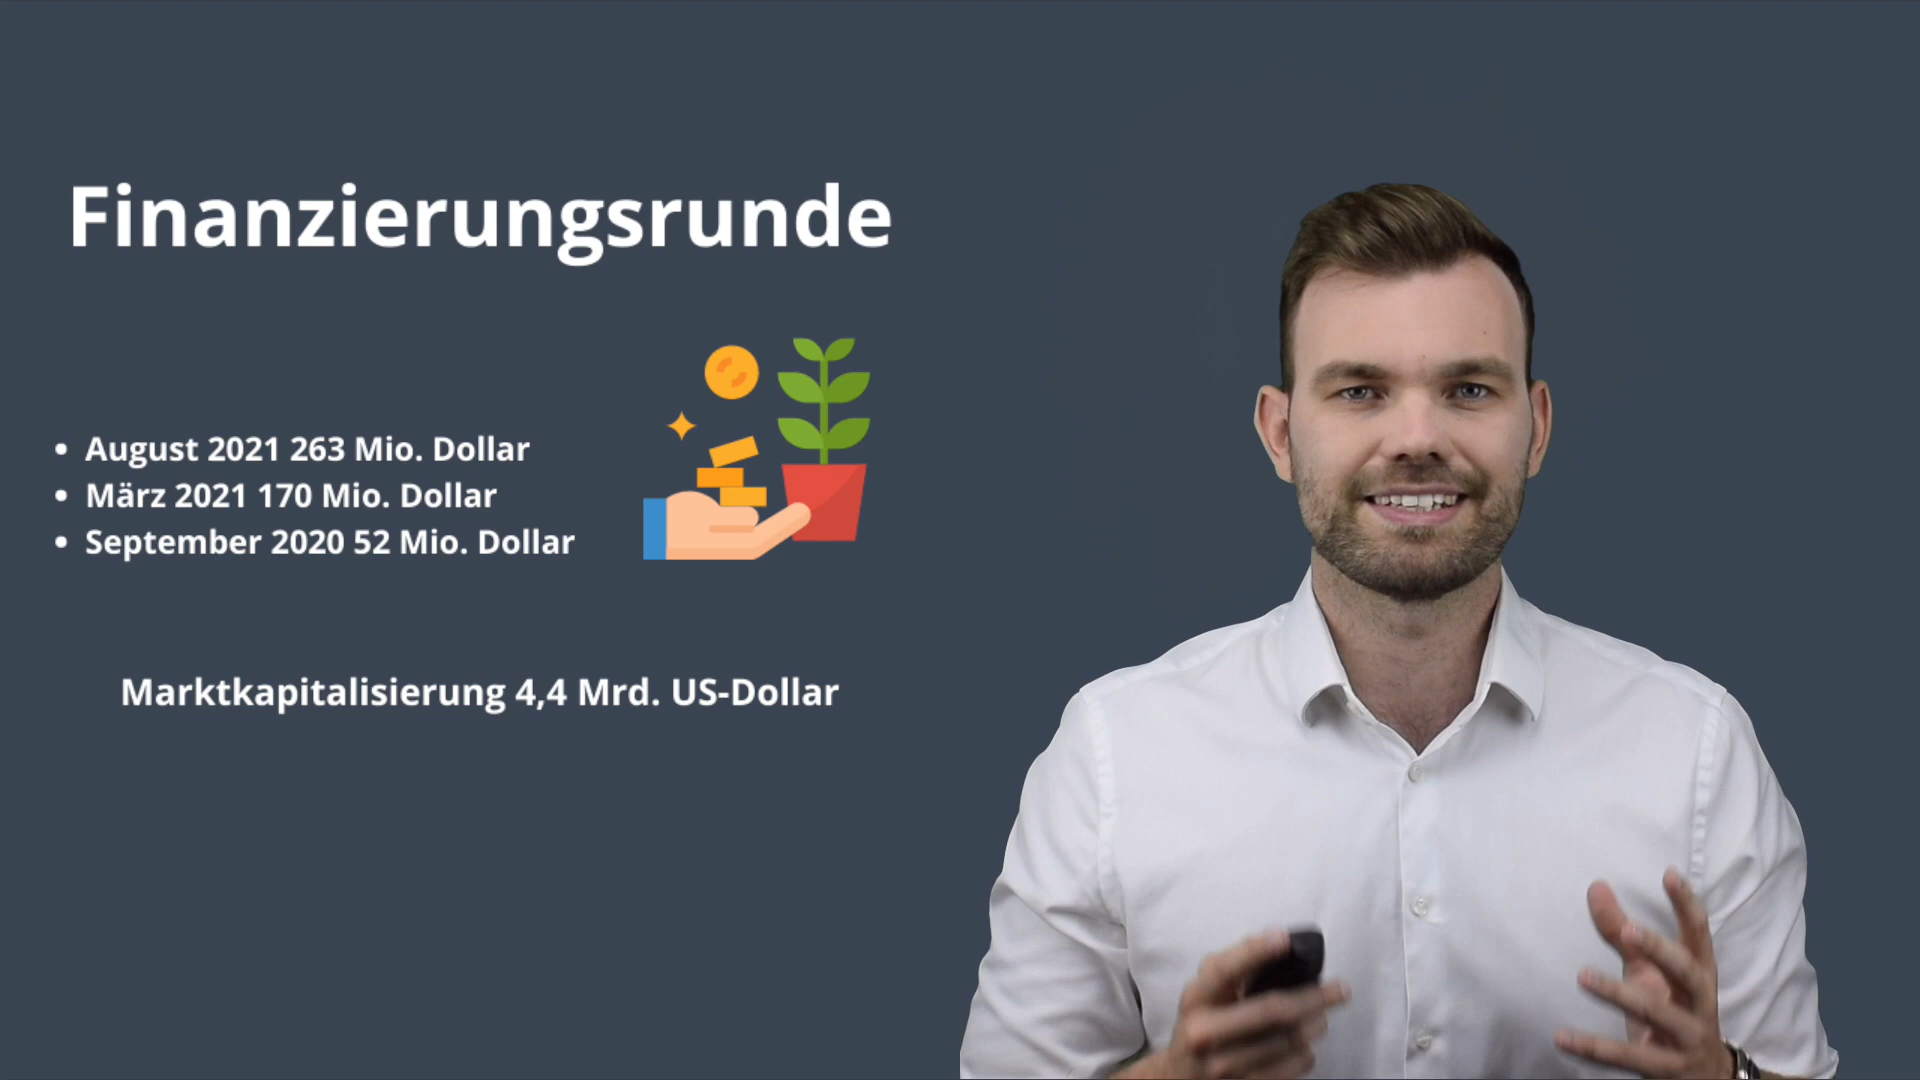 Finanzierungsrunde
• August 2021 263 Mio. Dollar
• März 2021 170 Mio. Dollar
• September 2020 52 Mio. Dollar
Marktkapitalisierung 4,4 Mrd. US-Dollar